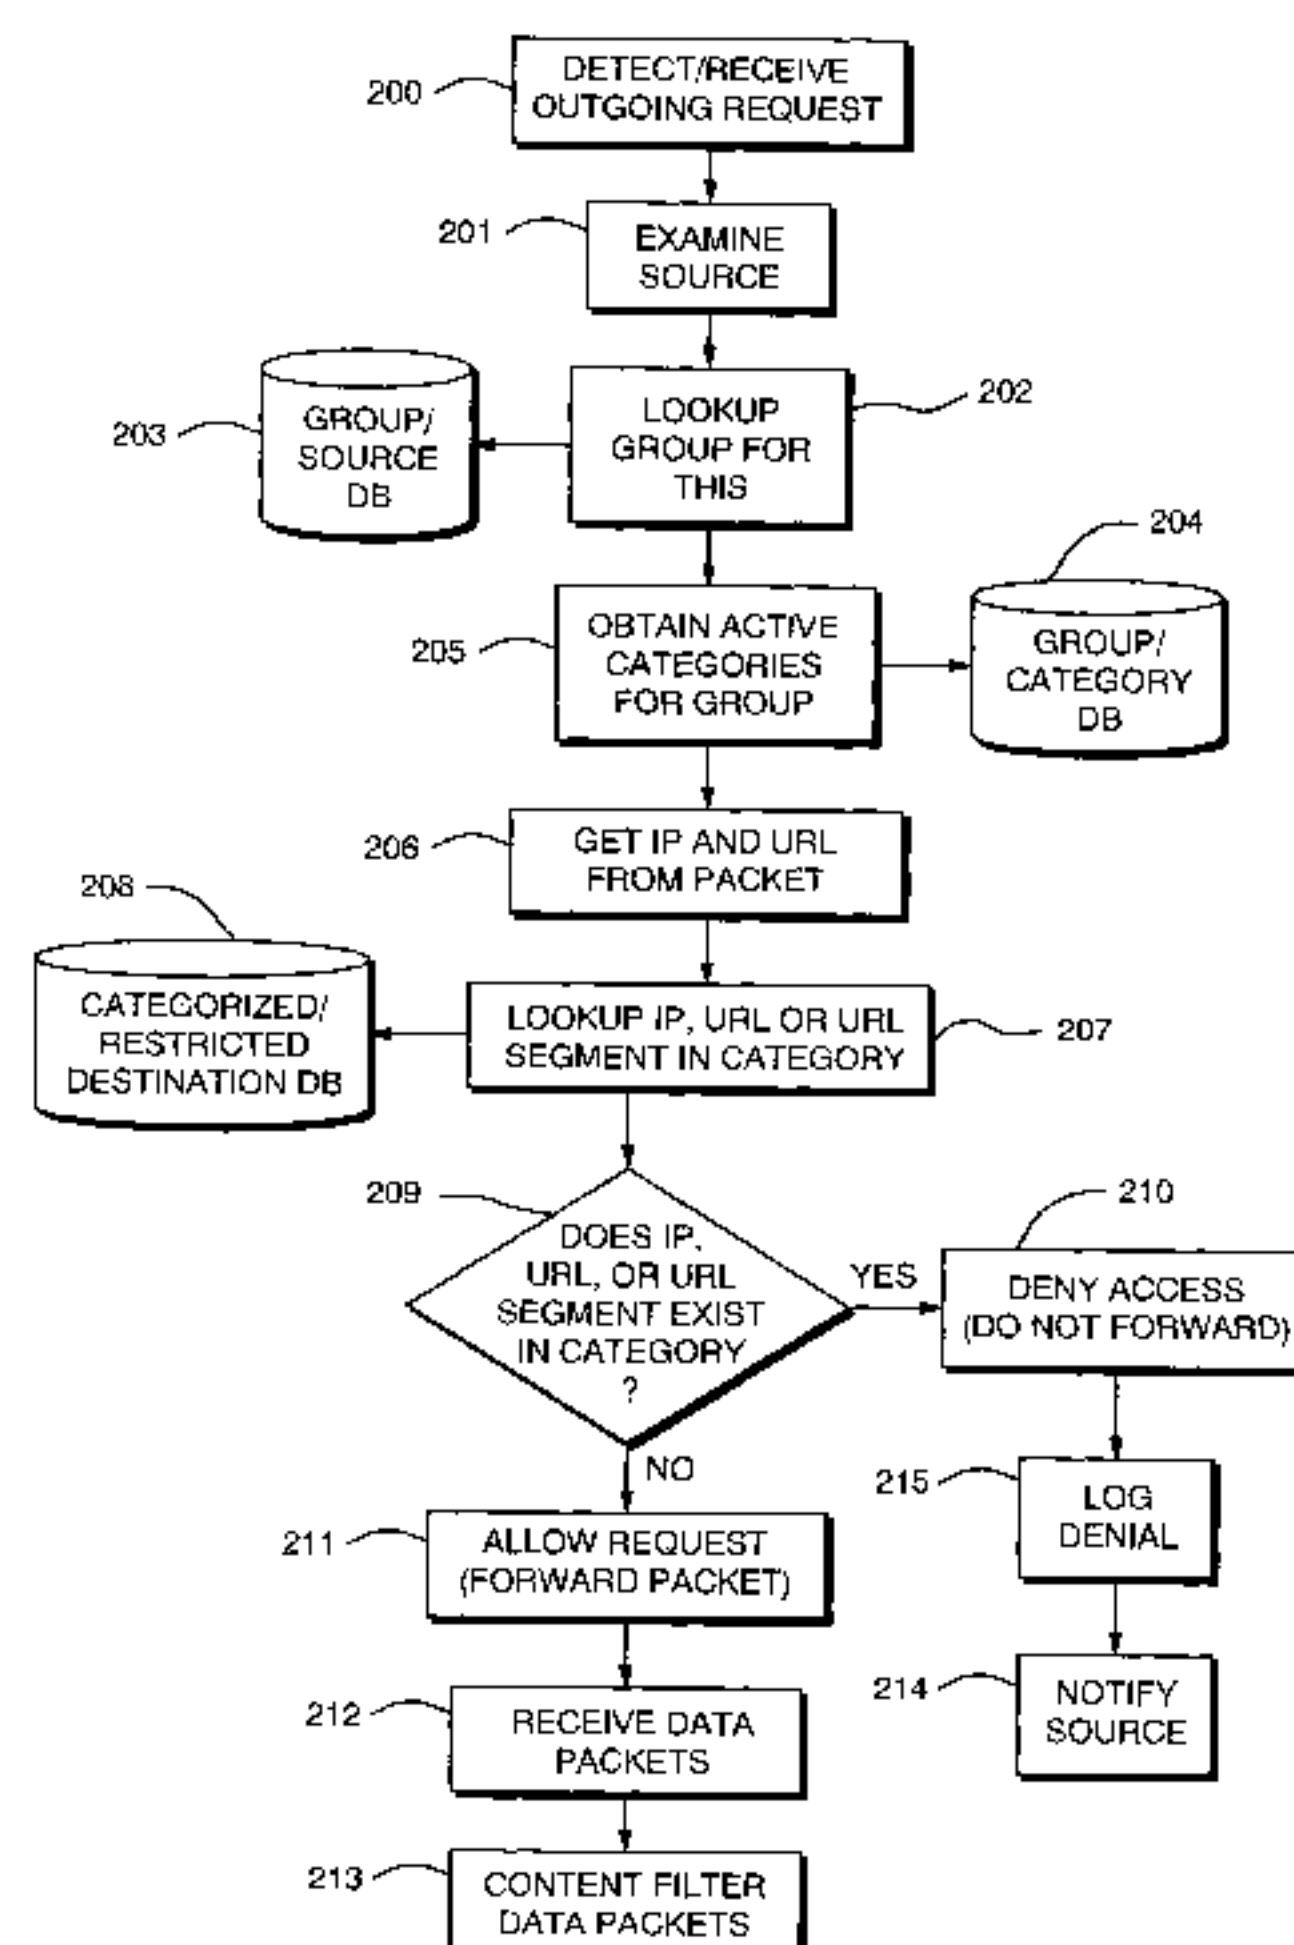 200
DETECT/RECEIVE
OUTGOING REQUEST
201
EXAMINE
SOURCE
202
LOOKUP
GROUP FOR
THIS
203
GROUP/
SOURCE
DB
204
GROUP/
CATEGORY
DB
205
OBTAIN ACTIVE
CATEGORIES
FOR GROUP
206
GET IP AND URL
FROM PACKET
208
CATEGORIZED/
RESTRICTED
DESTINATION DB
LOOKUP IP, URL OR URL
SEGMENT IN CATEGORY
207
209
DOES IP,
URL, OR URL
SEGMENT EXIST
IN CATEGORY
?
YES
210
DENY ACCESS
(DO NOT FORWARD)
NO
215
LOG
DENIAL
211
ALLOW REQUEST
(FORWARD PACKET)
214
NOTIFY
SOURCE
212
RECEIVE DATA
PACKETS
213
CONTENT FILTER
DATA PACKETS